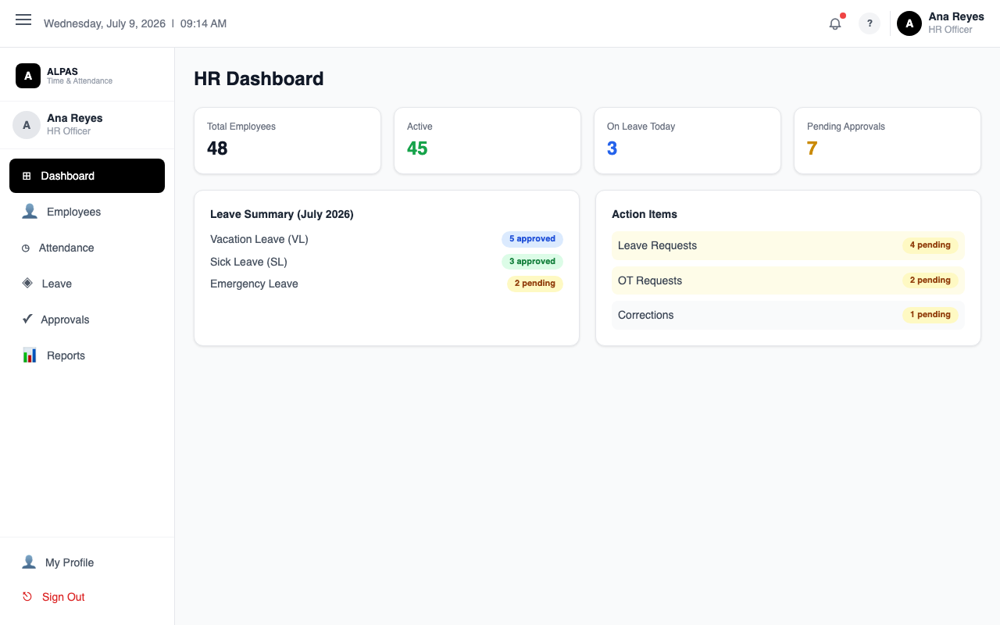 Wednesday, July 9, 2026 | 09:14 AM
?
A
Ana Reyes
HR Officer
A
ALPAS
Time & Attendance
A
Ana Reyes
HR Officer
Dashboard
Employees
Attendance
Leave
Approvals
Reports
My Profile
Sign Out
HR Dashboard
Total Employees
48
Active
45
On Leave Today
3
Pending Approvals
7
Leave Summary (July 2026)
Vacation Leave (VL) 5 approved
Sick Leave (SL) 3 approved
Emergency Leave 2 pending
Action Items
Leave Requests 4 pending
OT Requests 2 pending
Corrections 1 pending